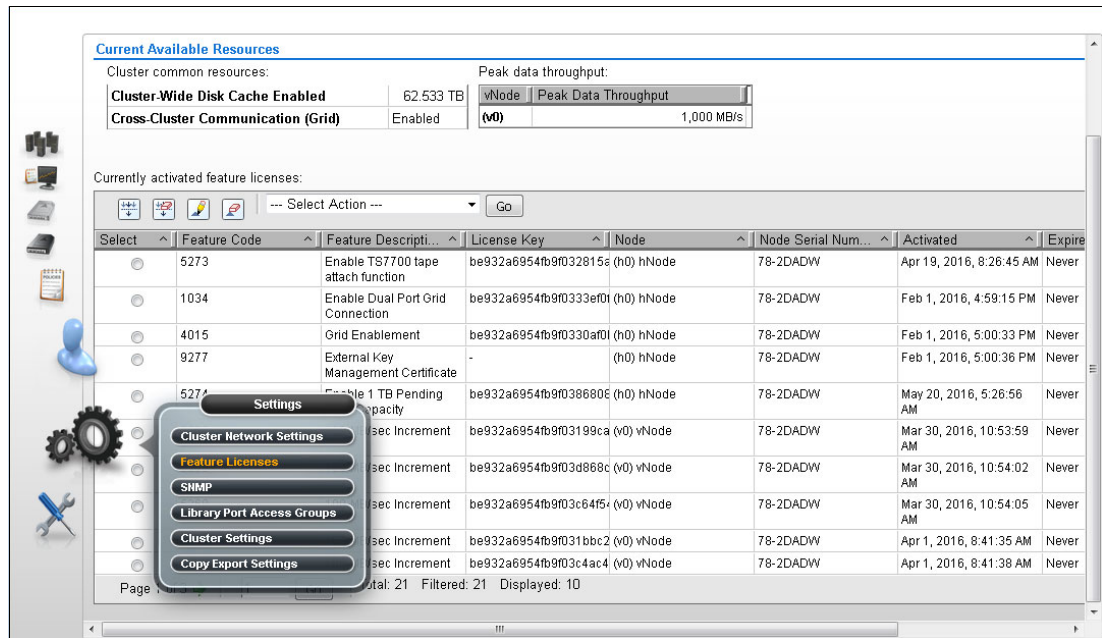 Current Available Resources
Cluster common resources:
Peak data throughput:
Cluster-Wide Disk Cache Enabled 62.533 TB
Cross-Cluster Communication (Grid) Enabled
vNode Peak Data Throughput
(v0) 1,000 MB/s
Currently activated feature licenses:
--- Select Action --- Go
Select Feature Code Feature Descripti... License Key Node Node Serial Num... Activated Expire
5273 Enable TS7700 tape be932a6954fb9f032815a (h0) hNode 78-2DADW Apr 19, 2016, 8:26:45 AM Never
attach function
1034 Enable Dual Port Grid be932a6954fb9f0333ef0 (h0) hNode 78-2DADW Feb 1, 2016, 4:59:15 PM Never
Connection
4015 Grid Enablement be932a6954fb9f0330af0 (h0) hNode 78-2DADW Feb 1, 2016, 5:00:33 PM Never
9277 External Key - (h0) hNode 78-2DADW Feb 1, 2016, 5:00:36 PM Never
Management Certificate
5274 Enable 1 TB Pending be932a6954fb9f0386808 (h0) hNode 78-2DADW May 20, 2016, 5:26:56 Never
AM
sec Increment be932a6954fb9f03199ca (v0) vNode 78-2DADW Mar 30, 2016, 10:53:59 Never
AM
sec Increment be932a6954fb9f03d868c (v0) vNode 78-2DADW Mar 30, 2016, 10:54:02 Never
AM
sec Increment be932a6954fb9f03c64f5 (v0) vNode 78-2DADW Mar 30, 2016, 10:54:05 Never
AM
sec Increment be932a6954fb9f031bbc2 (v0) vNode 78-2DADW Apr 1, 2016, 8:41:35 AM Never
sec Increment be932a6954fb9f03c4ac4 (v0) vNode 78-2DADW Apr 1, 2016, 8:41:38 AM Never
Page 1 Total: 21 Filtered: 21 Displayed: 10
Settings
Cluster Network Settings
Feature Licenses
SNMP
Library Port Access Groups
Cluster Settings
Copy Export Settings
POLICIES